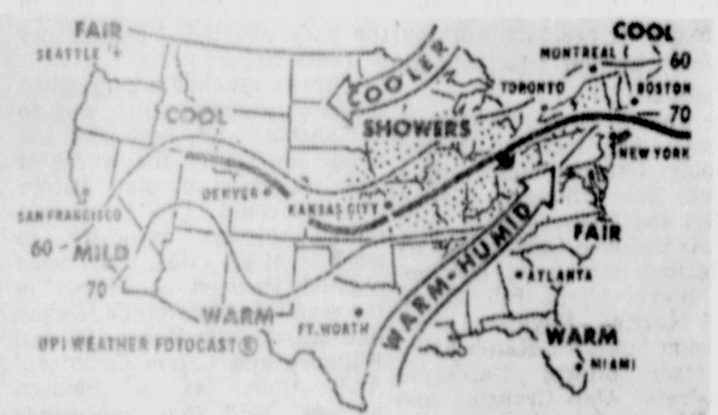 FAIR
COOL
SEATTLE
MONTREAL
60
COOLER
TORONTO
BOSTON
COOL
70
SHOWERS
NEW YORK
DENVER
KANSAS CITY
SAN FRANCISCO
WARM-HUMID
FAIR
60
MILD
ATLANTA
70
WARM
FT. WORTH
UPI WEATHER FOTOCAST ®
WARM
MIAMI